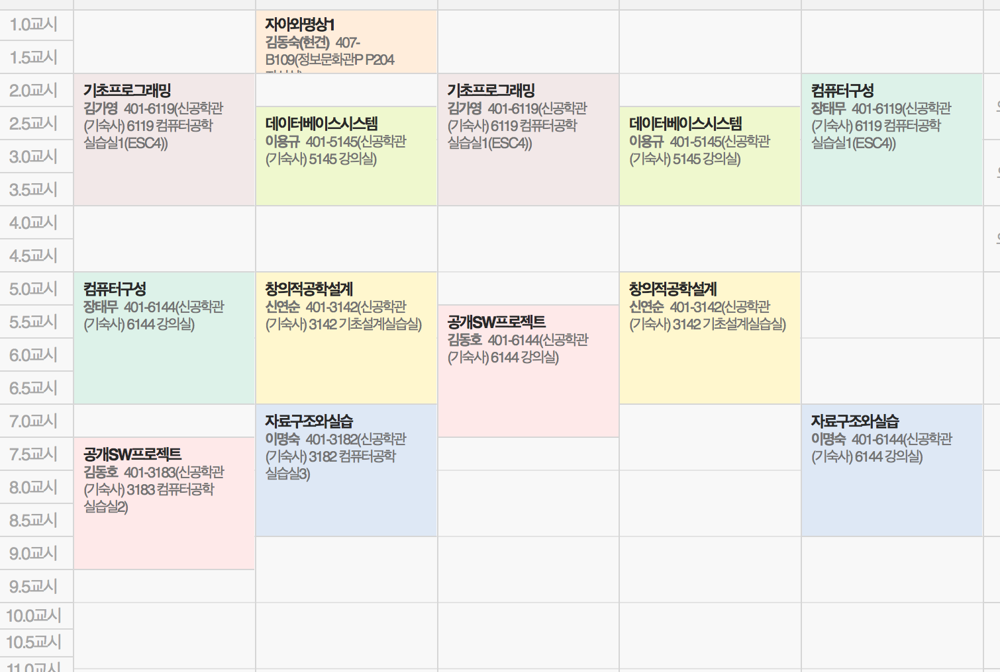 1.0교시
1.5교시
2.0교시
2.5교시
3.0교시
3.5교시
4.0교시
4.5교시
5.0교시
5.5교시
6.0교시
6.5교시
7.0교시
7.5교시
8.0교시
8.5교시
9.0교시
9.5교시
10.0교시
10.5교시
11.0교시
기초프로그래밍
김가영 401-6119(신공학관
(기숙사) 6119 컴퓨터공학
실습실1(ESC4))
컴퓨터구성
장태무 401-6144(신공학관
(기숙사) 6144 강의실)
공개SW프로젝트
김동호 401-3183(신공학관
(기숙사) 3183 컴퓨터공학
실습실2)
자아와명상1
김동숙(현견) 407-
B109(정보문화관P P204
데이터베이스시스템
이용규 401-5145(신공학관
(기숙사) 5145 강의실)
창의적공학설계
신연순 401-3142(신공학관
(기숙사) 3142 기초설계실습실)
자료구조와실습
이명숙 401-3182(신공학관
(기숙사) 3182 컴퓨터공학
실습실3)
기초프로그래밍
김가영 401-6119(신공학관
(기숙사) 6119 컴퓨터공학
실습실1(ESC4))
공개SW프로젝트
김동호 401-6144(신공학관
(기숙사) 6144 강의실)
데이터베이스시스템
이용규 401-5145(신공학관
(기숙사) 5145 강의실)
창의적공학설계
신연순 401-3142(신공학관
(기숙사) 3142 기초설계실습실)
컴퓨터구성
장태무 401-6119(신공학관
(기숙사) 6119 컴퓨터공학
실습실1(ESC4))
자료구조와실습
이명숙 401-6144(신공학관
(기숙사) 6144 강의실)